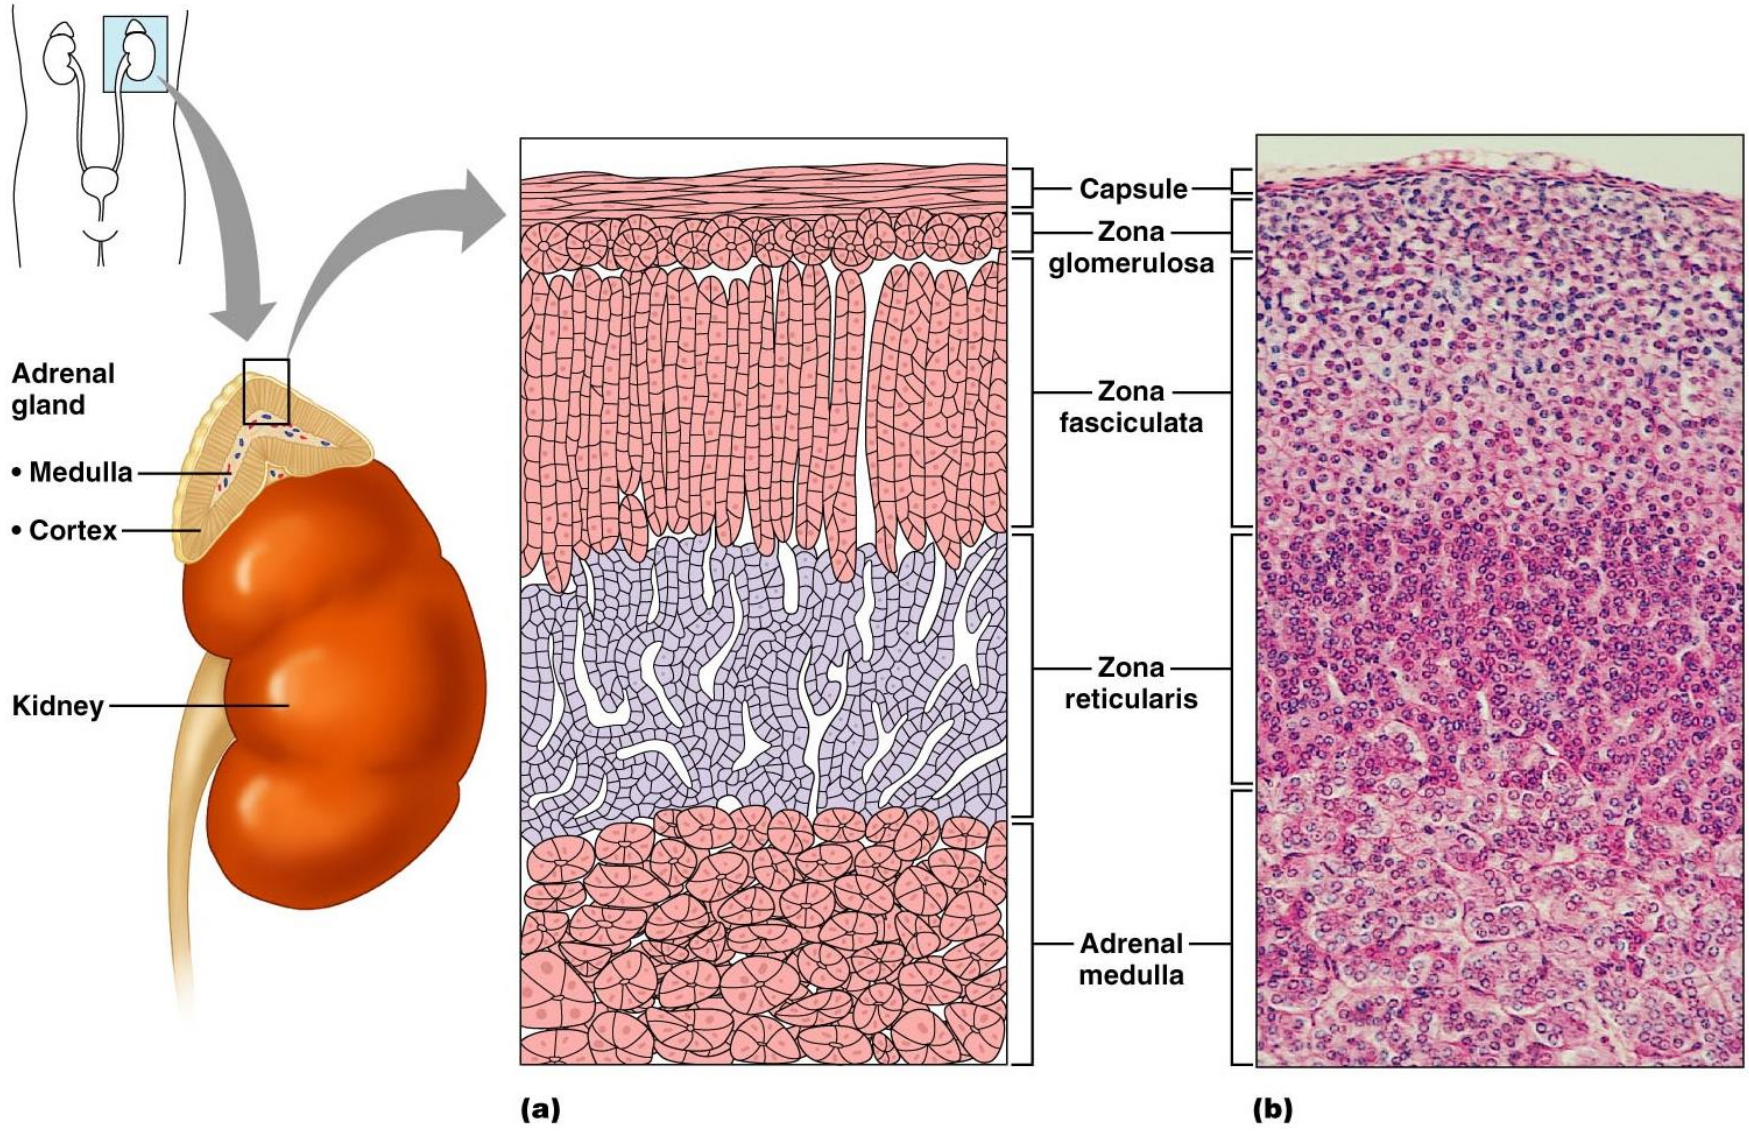 Adrenal
gland
• Medulla
• Cortex
Kidney
Capsule
Zona
glomerulosa
Zona
fasciculata
Zona
reticularis
Adrenal
medulla
(a)
(b)